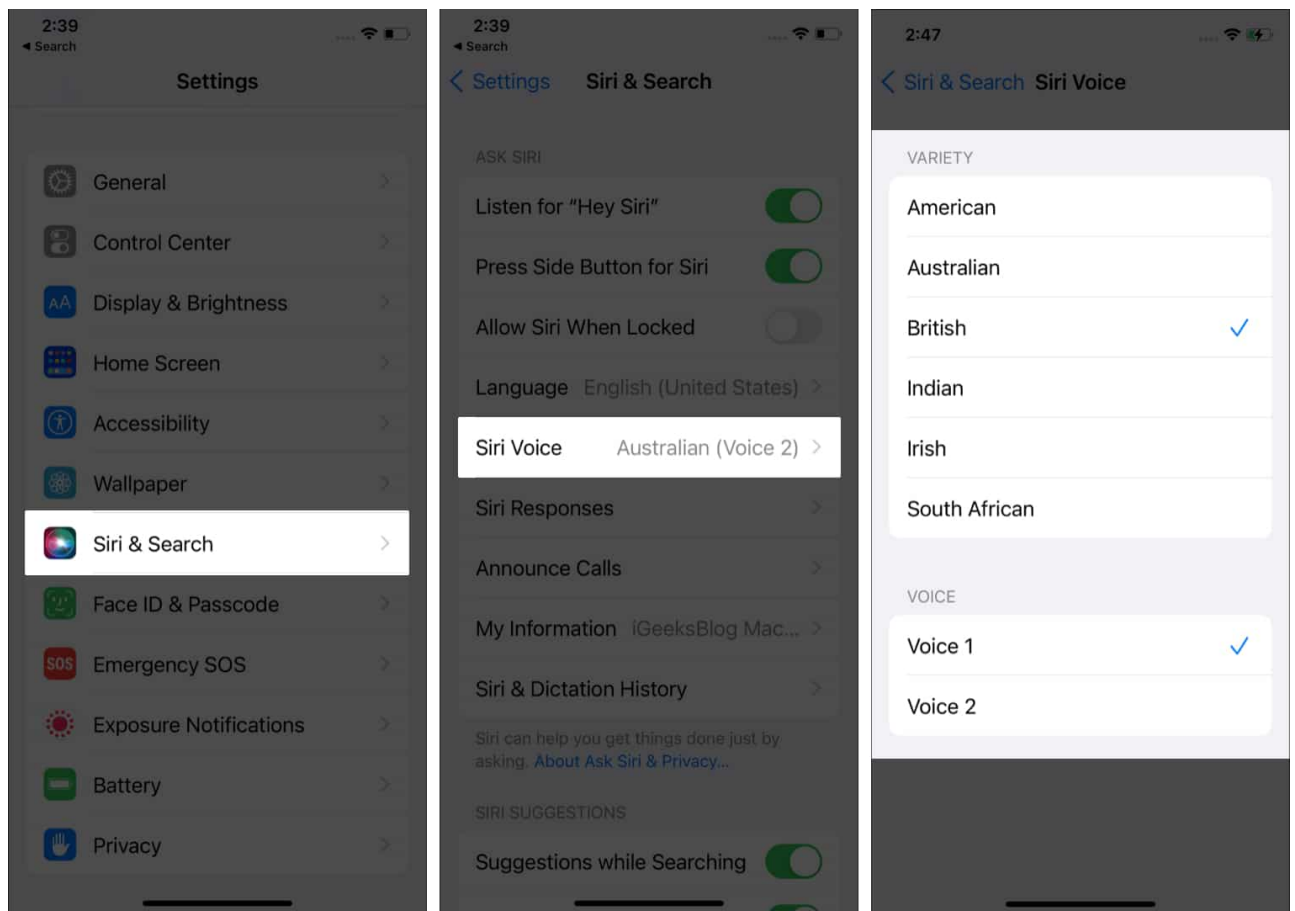 2:39
◀ Search
Settings
General
Control Center
AA Display & Brightness
Home Screen
Accessibility
Wallpaper
Siri & Search
Face ID & Passcode
SOS Emergency SOS
Exposure Notifications
Battery
Privacy
2:39
◀ Search
Settings Siri & Search
ASK SIRI
Listen for “Hey Siri”
Press Side Button for Siri
Allow Siri When Locked
Language English (United States)
Siri Voice Australian (Voice 2)
Siri Responses
Announce Calls
My Information iGeeksBlog Mac...
Siri & Dictation History
Siri can help you get things done just by
asking. About Ask Siri & Privacy...
SIRI SUGGESTIONS
Suggestions while Searching
2:47
Siri & Search Siri Voice
VARIETY
American
Australian
British
Indian
Irish
South African
VOICE
Voice 1
Voice 2